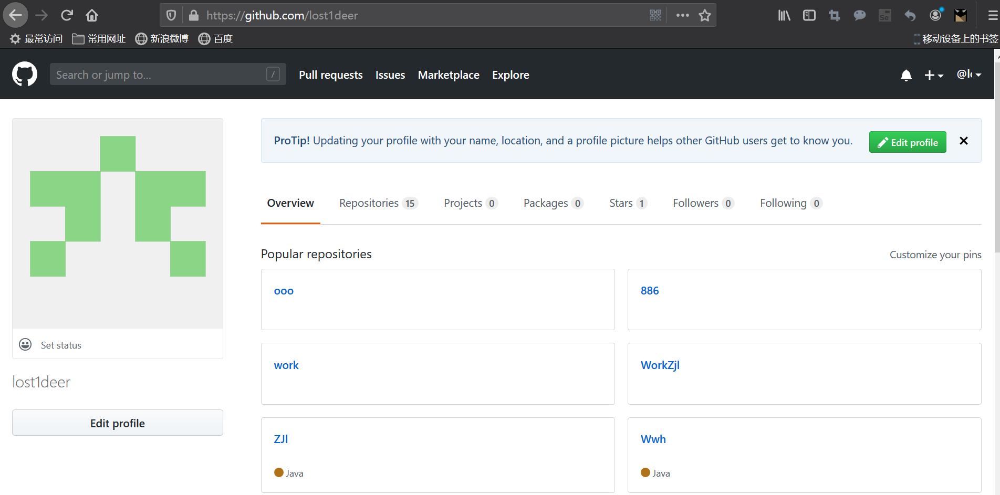 https://github.com/lost1deer
最常访问 常用网址 新浪微博 百度 移动设备上的书签
Search or jump to... / Pull requests Issues Marketplace Explore @lo
ProTip! Updating your profile with your name, location, and a profile picture helps other GitHub users get to know you. Edit profile
Overview Repositories 15 Projects 0 Packages 0 Stars 1 Followers 0 Following 0
Popular repositories Customize your pins
ooo 886
Set status
work WorkZjl
lost1deer
Edit profile
ZJl Wwh
Java Java